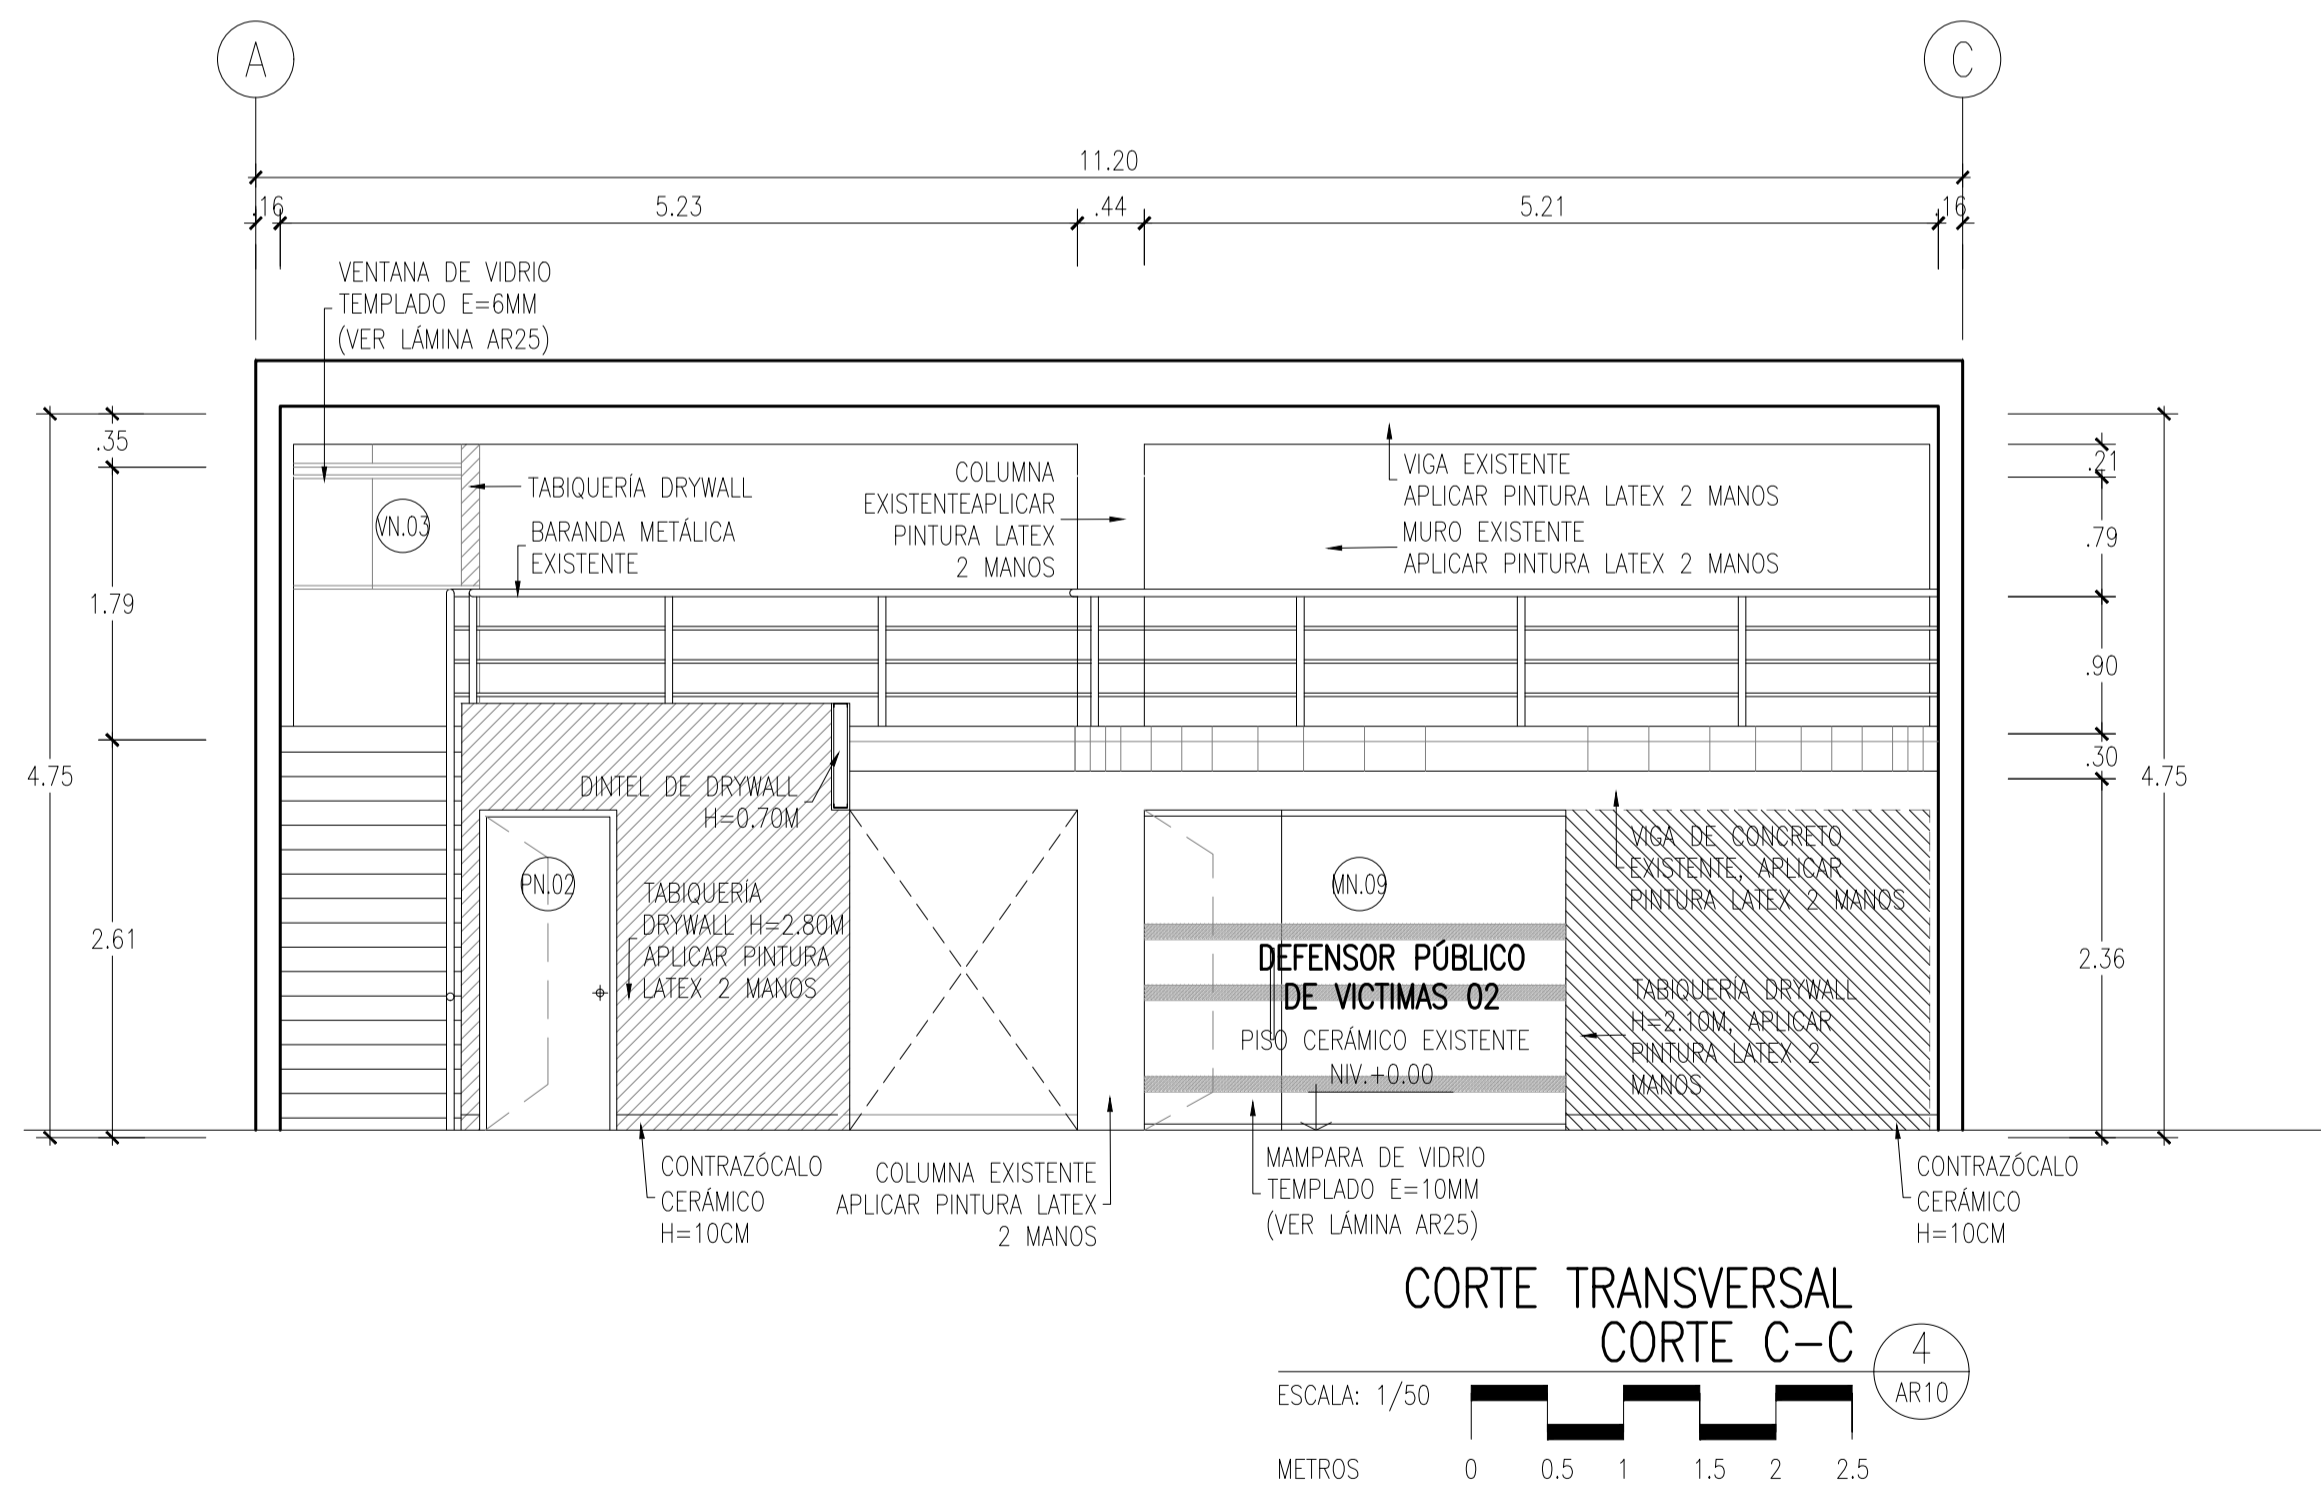 A
C
11.20
.16
5.23
.44
5.21
.16
VENTANA DE VIDRIO
TEMPLADO E=6MM
(VER LÁMINA AR25)
.35
1.79
4.75
2.61
VN.03
TABIQUERÍA DRYWALL
BARANDA METÁLICA
EXISTENTE
COLUMNA
EXISTENTEAPLICAR
PINTURA LATEX
2 MANOS
VIGA EXISTENTE
APLICAR PINTURA LATEX 2 MANOS
MURO EXISTENTE
APLICAR PINTURA LATEX 2 MANOS
.21
.79
.90
.30
4.75
2.36
DINTEL DE DRYWALL
H=0.70M
PN.02
TABIQUERÍA
DRYWALL H=2.80M
APLICAR PINTURA
LATEX 2 MANOS
MN.09
DEFENSOR PÚBLICO
DE VICTIMAS 02
PISO CERÁMICO EXISTENTE
NIV.+0.00
VIGA DE CONCRETO
EXISTENTE, APLICAR
PINTURA LATEX 2 MANOS
TABIQUERÍA DRYWALL
H=2.10M, APLICAR
PINTURA LATEX 2
MANOS
CONTRAZÓCALO
CERÁMICO
H=10CM
COLUMNA EXISTENTE
APLICAR PINTURA LATEX
2 MANOS
MAMPARA DE VIDRIO
TEMPLADO E=10MM
(VER LÁMINA AR25)
CONTRAZÓCALO
CERÁMICO
H=10CM
CORTE TRANSVERSAL
CORTE C-C
4
AR10
ESCALA: 1/50
METROS 0 0.5 1 1.5 2 2.5